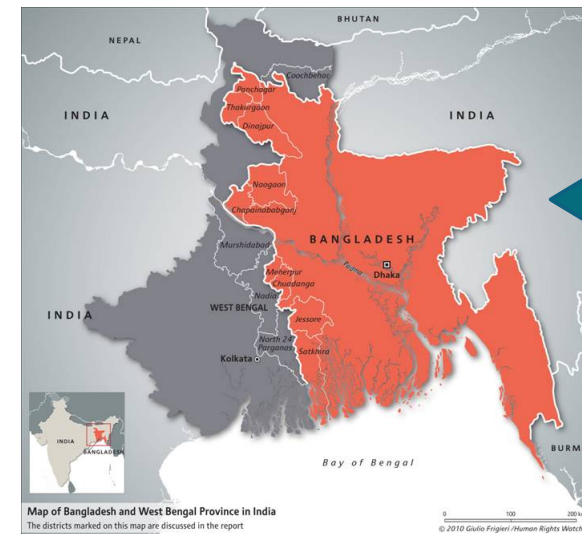 BHUTAN
NEPAL
Coochbehar
Panchagar
Thakurgaon
Dinajpur
INDIA
INDIA
Naogaon
Chapainababganj
Murshidabad
BANGLADESH
Dhaka
Meherpur
Chuadanga
Nadia
WEST BENGAL
INDIA
Jessore
North 24
Parganas
Satkhira
Kolkata
INDIA
BANGLADESH
BURM
Bay of Bengal
Map of Bangladesh and West Bengal Province in India
The districts marked on this map are discussed in the report
0 100 200 k
© 2010 Giulio Frigieri /Human Rights Watch